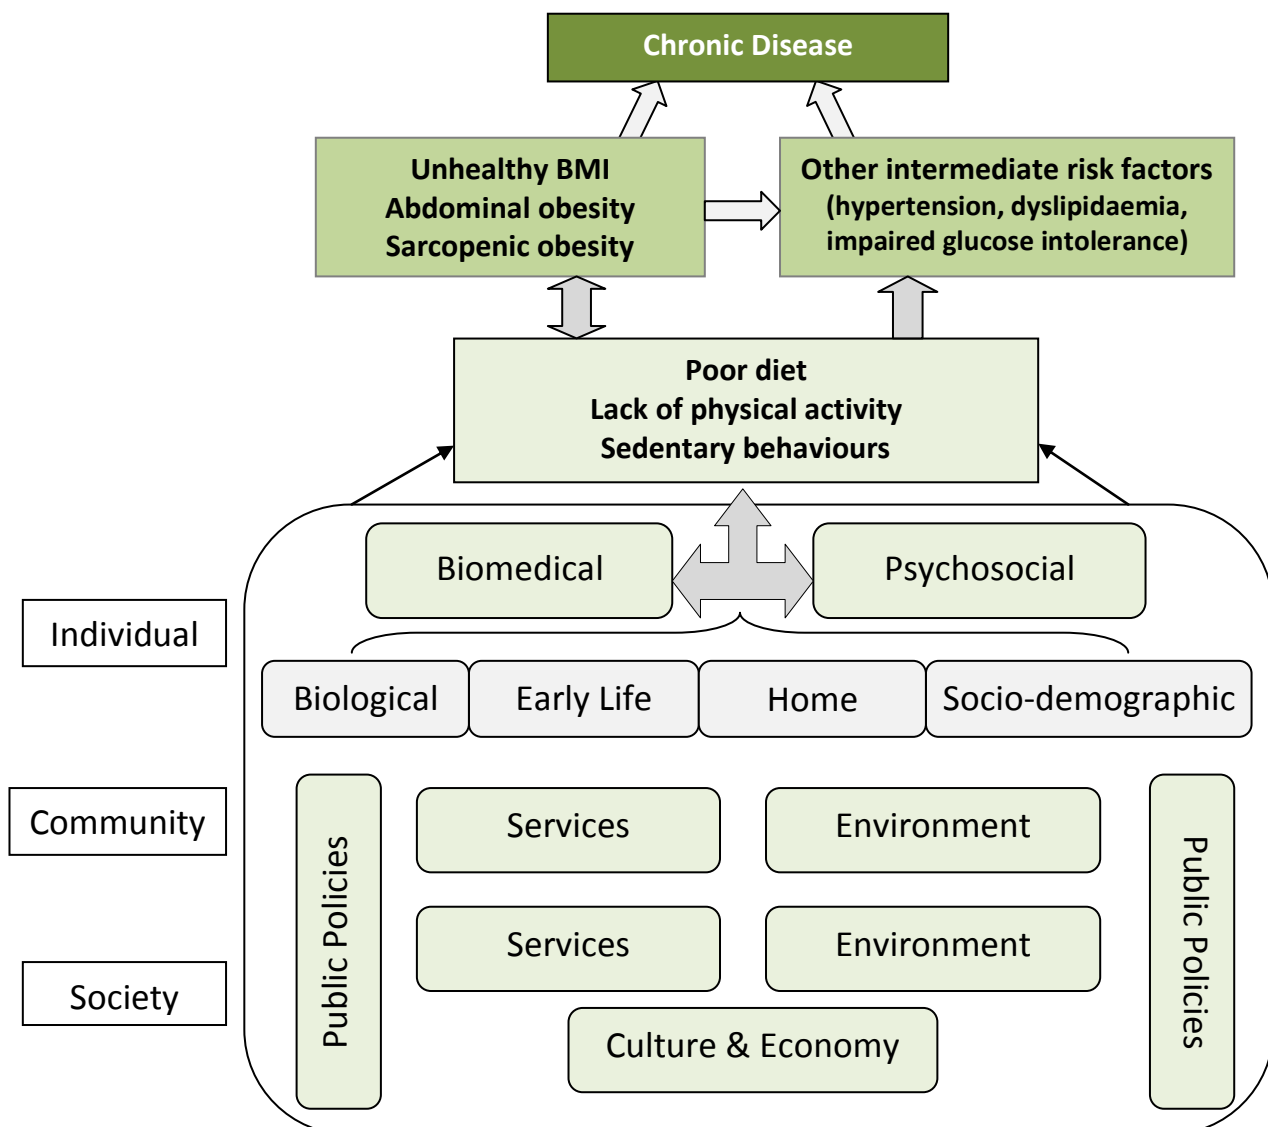 Chronic Disease
Unhealthy BMI
Abdominal obesity
Sarcopenic obesity
Other intermediate risk factors
(hypertension, dyslipidaemia,
impaired glucose intolerance)
Poor diet
Lack of physical activity
Sedentary behaviours
Biomedical
Psychosocial
Individual
Biological
Early Life
Home
Socio-demographic
Community
Public Policies
Services
Environment
Public Policies
Services
Environment
Society
Culture & Economy